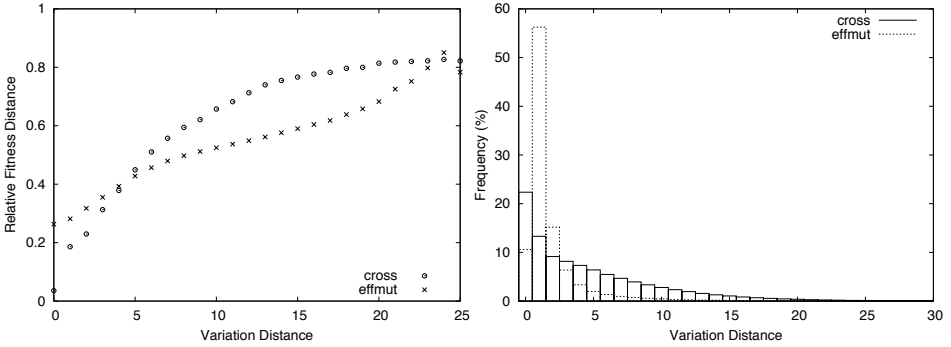 1
0.8
0.6
0.4
0.2
0
Relative Fitness Distance
0 5 10 15 20 25
Variation Distance
cross
effmut
60
50
40
30
20
10
0
Frequency (%)
0 5 10 15 20 25 30
Variation Distance
cross
effmut